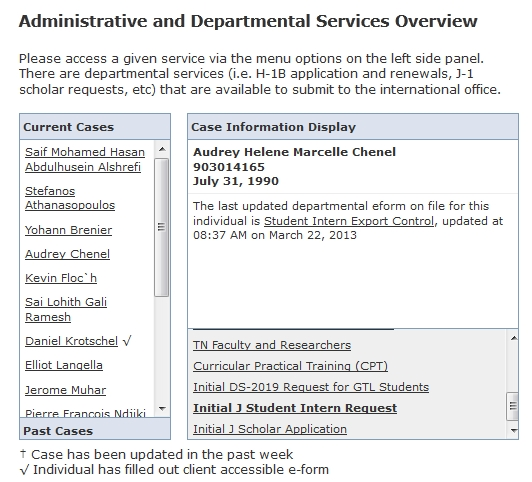 Administrative and Departmental Services Overview
Please access a given service via the menu options on the left side panel.
There are departmental services (i.e. H-1B application and renewals, J-1
scholar requests, etc) that are available to submit to the international office.
Current Cases
Saif Mohamed Hasan
Abdulhusein Alshrefi
Stefanos
Athanasopoulos
Yohann Brenier
Audrey Chenel
Kevin Floc`h
Sai Lohith Gali
Ramesh
Daniel Krotschel √
Elliot Langella
Jerome Muhar
Pierre Francois Ndjiki
Past Cases
Case Information Display
Audrey Helene Marcelle Chenel
903014165
July 31, 1990
The last updated departmental eform on file for this
individual is Student Intern Export Control, updated at
08:37 AM on March 22, 2013
TN Faculty and Researchers
Curricular Practical Training (CPT)
Initial DS-2019 Request for GTL Students
Initial J Student Intern Request
Initial J Scholar Application
† Case has been updated in the past week
√ Individual has filled out client accessible e-form